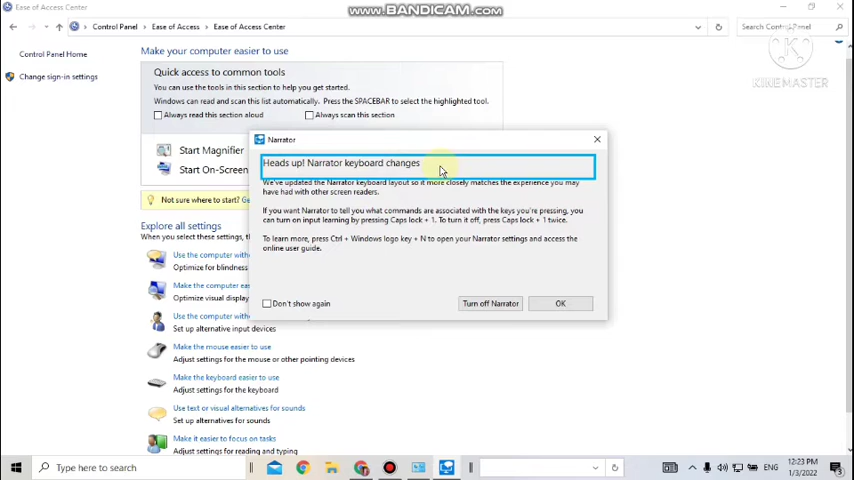 www.BANDICAM.com
Control Panel > Ease of Access > Ease of Access Center
Search Control Panel
KINEMASTER
Control Panel Home
Change sign-in settings
Make your computer easier to use
Quick access to common tools
You can use the tools in this section to help you get started.
Windows can read and scan this list automatically. Press the SPACEBAR to select the highlighted tool.
Always read this section aloud
Always scan this section
Start Magnifier
Start On-Screen
Not sure where to start? Ge
Narrator
Heads up! Narrator keyboard changes
We've updated the Narrator keyboard layout so it more closely matches the experience you may
have had with other screen readers.
If you want Narrator to tell you what commands are associated with the keys you're pressing, you
can turn on input learning by pressing Caps lock + 1. To turn it off, press Caps lock + 1 twice.
To learn more, press Ctrl + Windows logo key + N to open your Narrator settings and access the
online user guide.
Don't show again
Turn off Narrator
OK
Explore all settings
When you select these settings,
Use the computer with
Optimize for blindness
Make the computer eas
Optimize visual display
Use the computer with
Set up alternative input devices
Make the mouse easier to use
Adjust settings for the mouse or other pointing devices
Make the keyboard easier to use
Adjust settings for the keyboard
Use text or visual alternatives for sounds
Set up alternatives for sounds
Make it easier to focus on tasks
Adjust settings for reading and typing
Type here to search
ENG
12:23 PM
1/3/2022